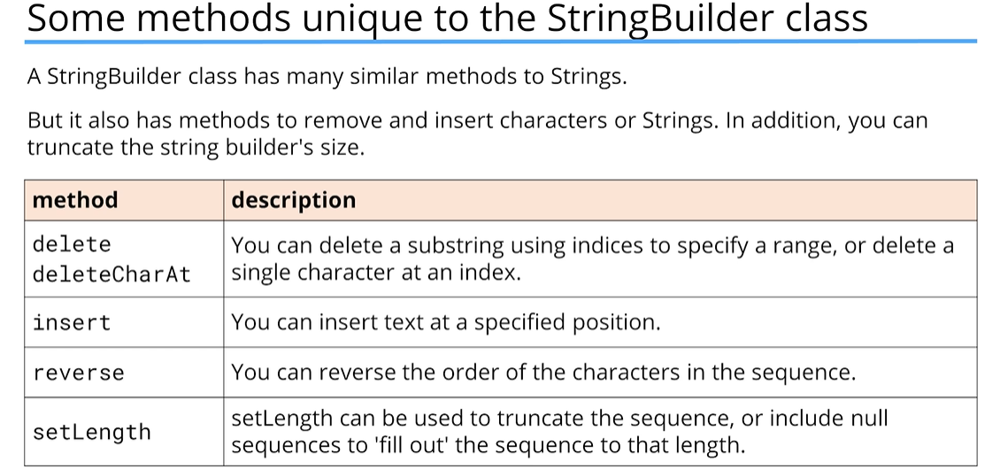 Some methods unique to the StringBuilder class
A StringBuilder class has many similar methods to Strings.
But it also has methods to remove and insert characters or Strings. In addition, you can
truncate the string builder's size.
method
description
delete
deleteCharAt
You can delete a substring using indices to specify a range, or delete a
single character at an index.
insert
You can insert text at a specified position.
reverse
You can reverse the order of the characters in the sequence.
setLength
setLength can be used to truncate the sequence, or include null
sequences to 'fill out' the sequence to that length.